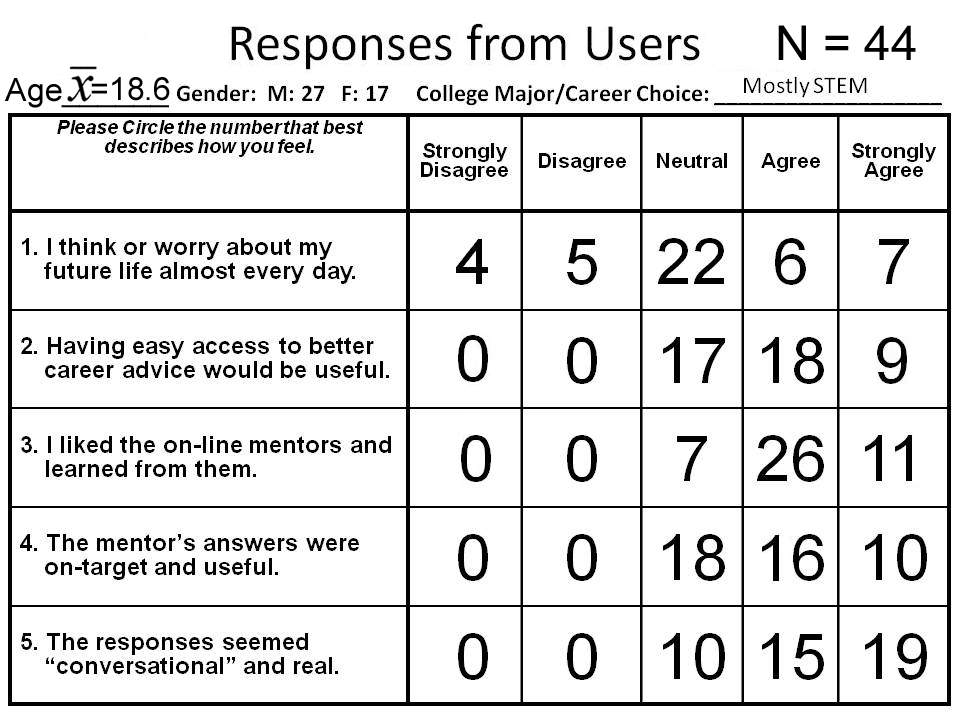 Responses from Users N = 44
Age x̅=18.6 Gender: M: 27 F: 17 College Major/Career Choice: Mostly STEM
Please Circle the number that best
describes how you feel.
Strongly
Disagree
Disagree
Neutral
Agree
Strongly
Agree
1. I think or worry about my
future life almost every day.
4 5 22 6 7
2. Having easy access to better
career advice would be useful.
0 0 17 18 9
3. I liked the on-line mentors and
learned from them.
0 0 7 26 11
4. The mentor's answers were
on-target and useful.
0 0 18 16 10
5. The responses seemed
“conversational” and real.
0 0 10 15 19